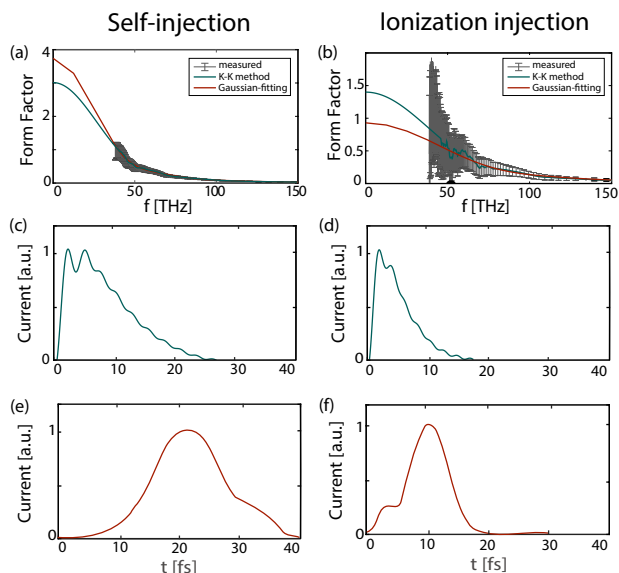 Self-injection
Ionization injection
(a)
4
measured
K-K method
Gaussian-fitting
Form Factor
2
0
0
50
100
150
f [THz]
(b)
1.5
measured
K-K method
Gaussian-fitting
Form Factor
1
0.5
0
0
50
100
150
f [THz]
(c)
Current [a.u.]
1
0
0
10
20
30
40
(d)
Current [a.u.]
1
0
0
10
20
30
40
(e)
Current [a.u.]
1
0
0
10
20
30
40
t [fs]
(f)
Current [a.u.]
1
0
0
10
20
30
40
t [fs]